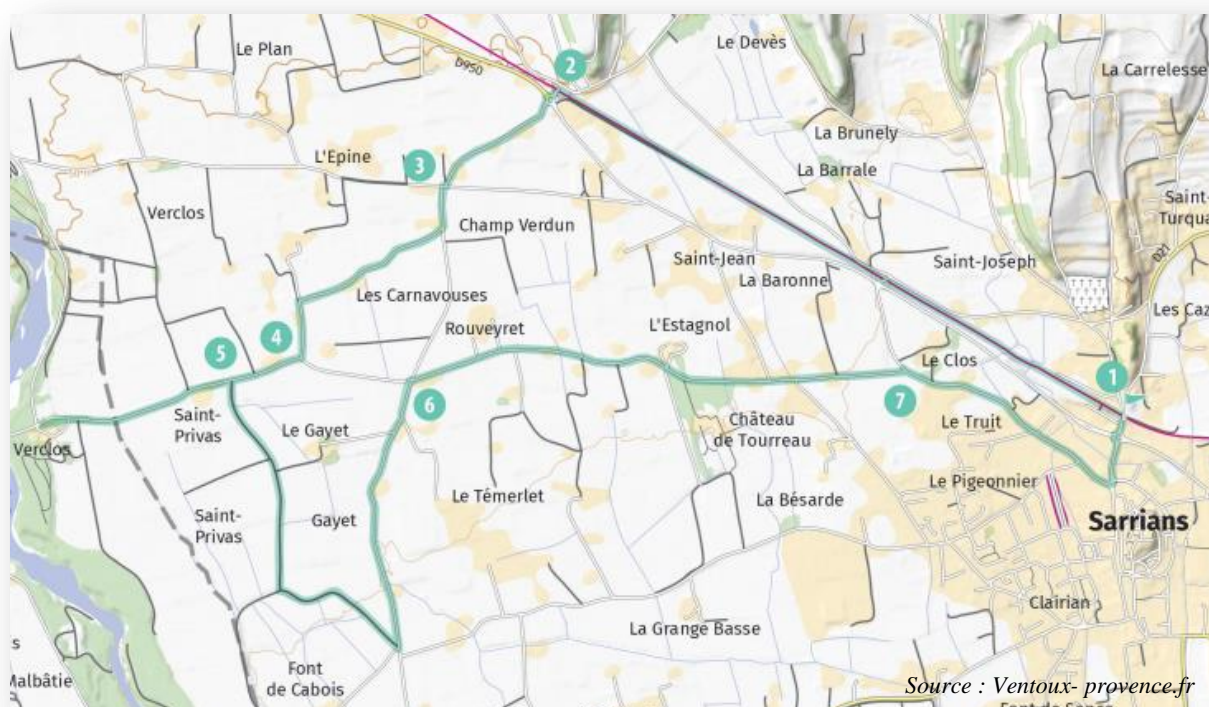 Le Plan
D950
2
Le Devès
La Carrelesse
La Brunely
L'Epine
3
La Barrale
Saint-
Turqua
Verclos
Champ Verdun
Saint-Jean
La Baronne
Saint-Joseph
D21
Les Carnavouses
Les Caz
Rouveyret
L'Estagnol
4
5
Le Clos
1
6
7
Saint-
Privas
Le Gayet
Château
de Tourreau
Le Truit
Verclos
Le Pigeonnier
Le Témerlet
La Bésarde
Saint-
Privas
Gayet
Sarrians
Clairian
La Grange Basse
s
Malbâtie
Font
de Cabois
Source : Ventoux- provence.fr